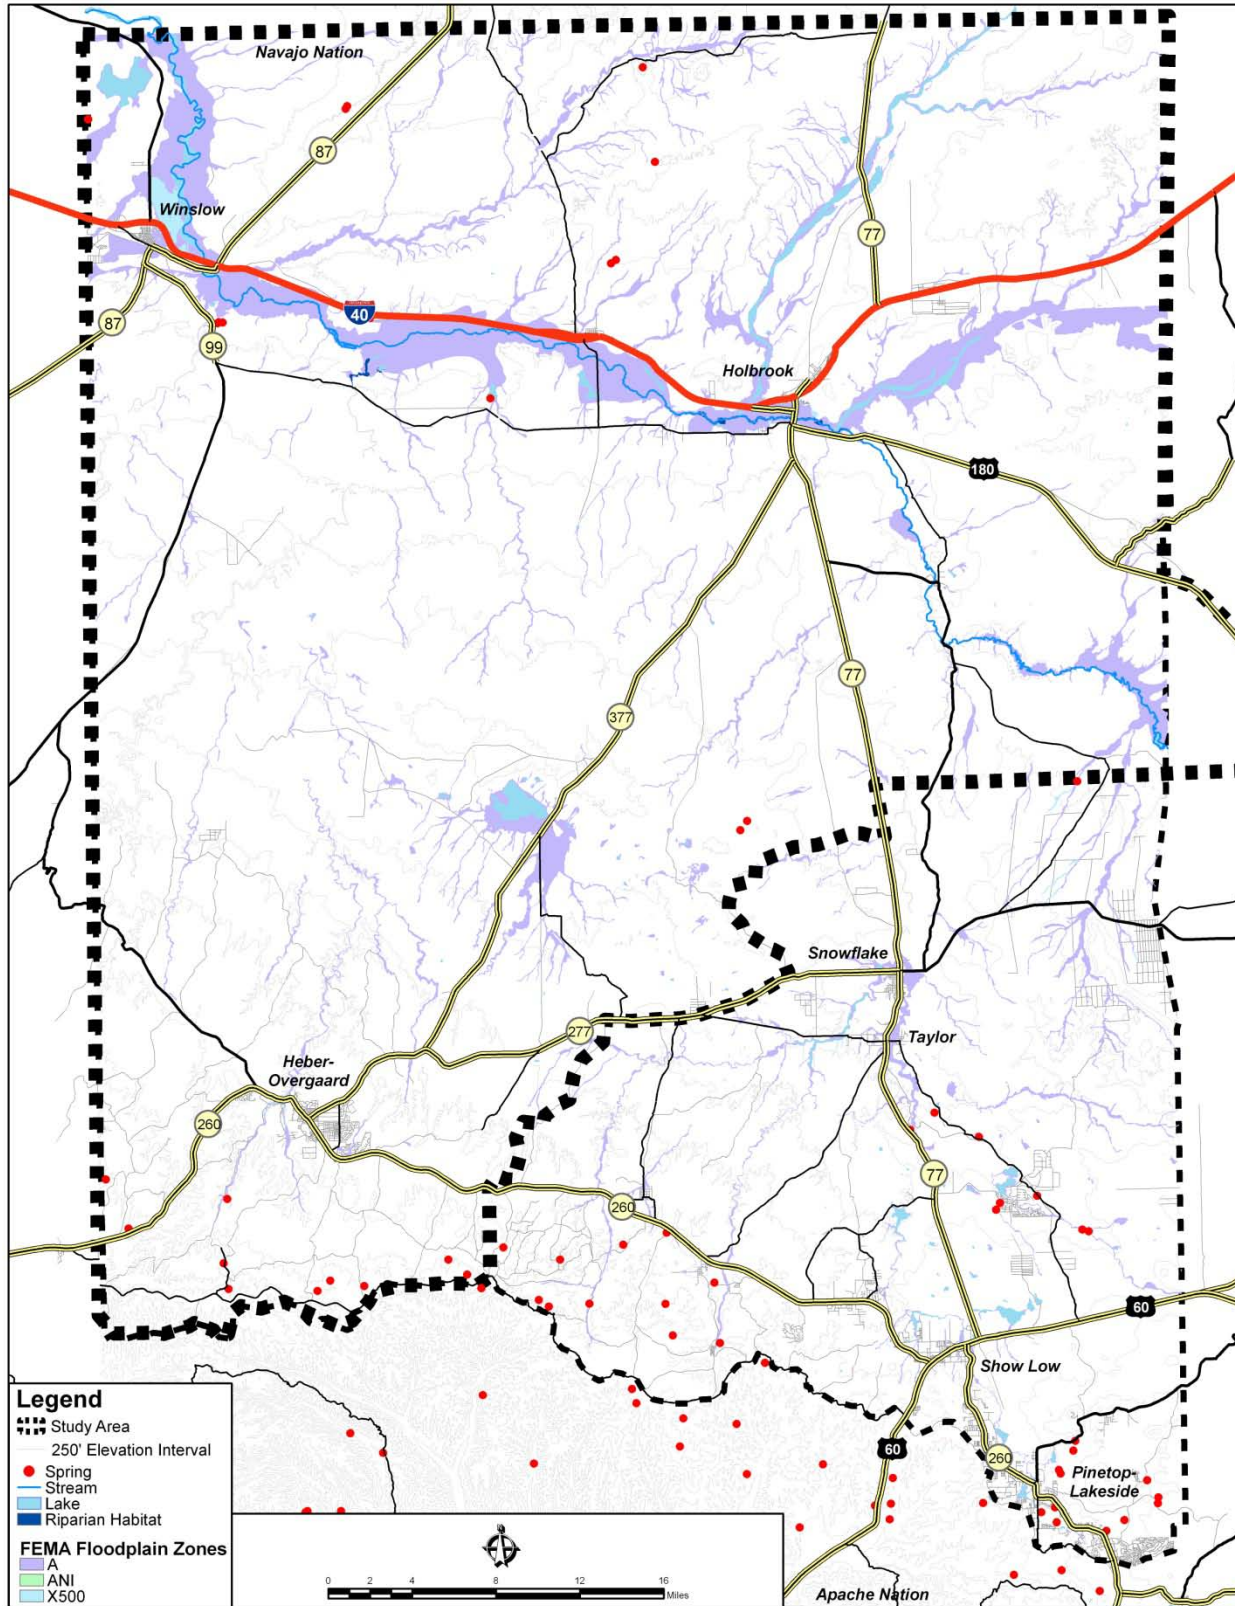 Navajo Nation
87
Winslow
77
40
87
99
Holbrook
180
77
377
Snowflake
277
Taylor
Heber-
Overgaard
260
77
260
60
Show Low
60
260
Pinetop-
Lakeside
Apache Nation
Legend
Study Area
250' Elevation Interval
Spring
Stream
Lake
Riparian Habitat
FEMA Floodplain Zones
A
ANI
X500
0 2 4 8 12 16
Miles